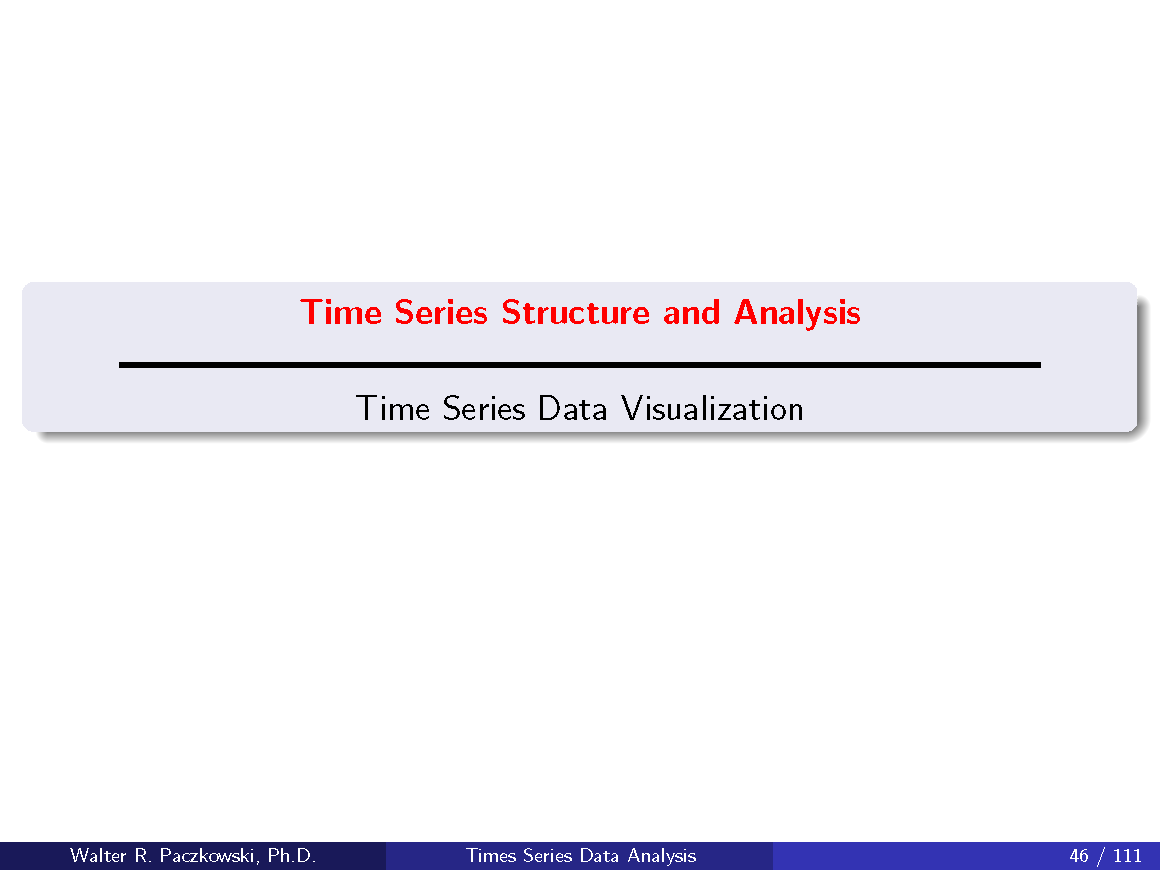 Time Series Structure and Analysis
Time Series Data Visualization
Walter R. Paczkowski, Ph.D.
Times Series Data Analysis
46 / 111